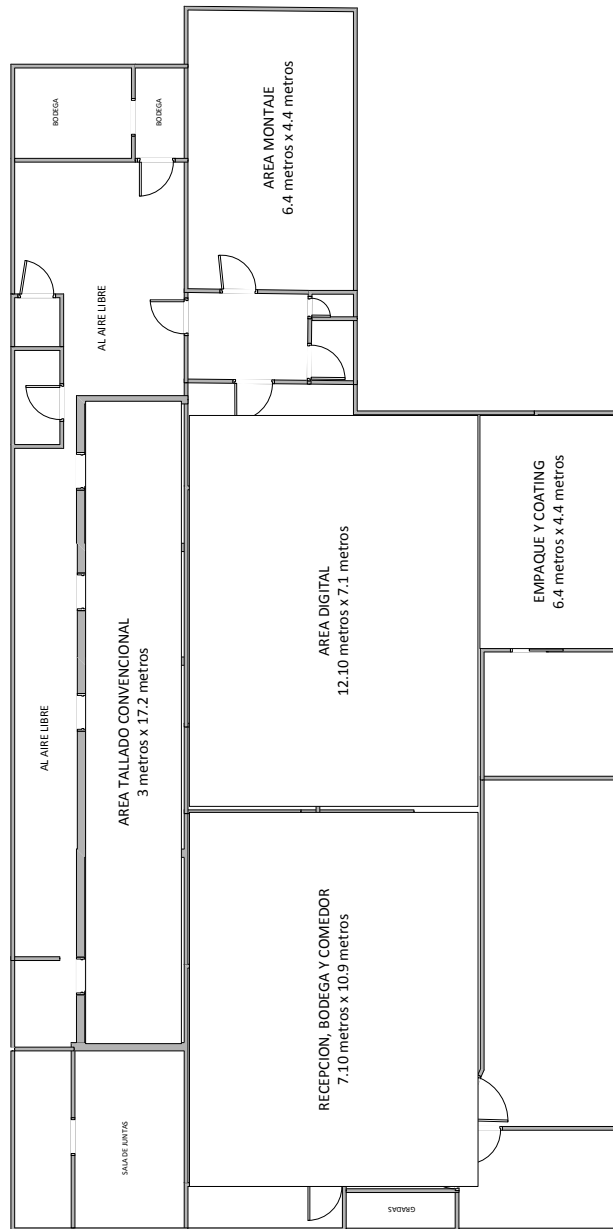 BODEGA
BODEGA
AREA MONTAJE
6.4 metros x 4.4 metros
AL AIRE LIBRE
AL AIRE LIBRE
AREA TALLADO CONVENCIONAL
3 metros x 17.2 metros
AREA DIGITAL
12.10 metros x 7.1 metros
EMPAQUE Y COATING
6.4 metros x 4.4 metros
RECEPCION, BODEGA Y COMEDOR
7.10 metros x 10.9 metros
SALA DE JUNTAS
GRADAS